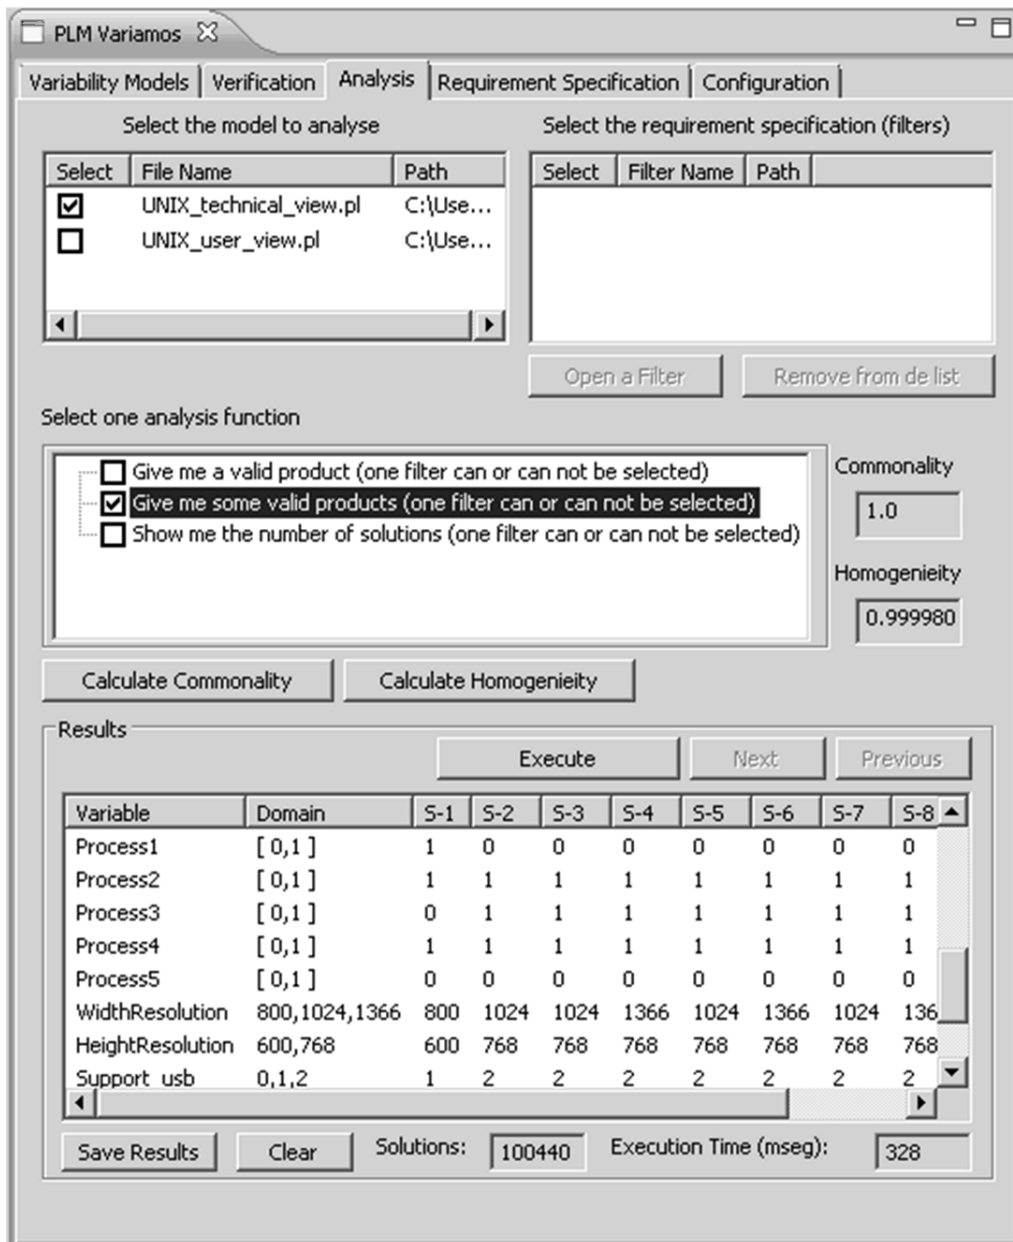 PLM Variamos
Variability Models Verification Analysis Requirement Specification Configuration
Select the model to analyse
Select File Name Path
UNIX_technical_view.pl C:\Use...
UNIX_user_view.pl C:\Use...
Select the requirement specification (filters)
Select Filter Name Path
Open a Filter Remove from de list
Select one analysis function
Give me a valid product (one filter can or can not be selected)
Give me some valid products (one filter can or can not be selected)
Show me the number of solutions (one filter can or can not be selected)
Commonality
1.0
Homogenieity
0.999980
Calculate Commonality Calculate Homogenieity
Results
Execute Next Previous
Variable Domain S-1 S-2 S-3 S-4 S-5 S-6 S-7 S-8
Process1 [ 0,1 ] 1 0 0 0 0 0 0 0
Process2 [ 0,1 ] 1 1 1 1 1 1 1 1
Process3 [ 0,1 ] 0 1 1 1 1 1 1 1
Process4 [ 0,1 ] 1 1 1 1 1 1 1 1
Process5 [ 0,1 ] 0 0 0 0 0 0 0 0
WidthResolution 800,1024,1366 800 1024 1024 1366 1024 1366 1024 136
HeightResolution 600,768 600 768 768 768 768 768 768 768
Support_usb 0,1,2 1 2 2 2 2 2 2 2
Save Results Clear Solutions: 100440 Execution Time (mseg): 328